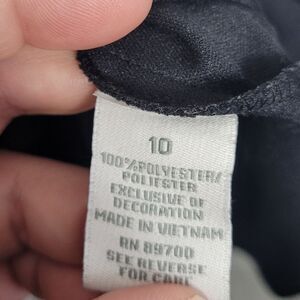 10
100%POLYESTER/
POLIESTER
EXCLUSIVE OF
DECORATION
MADE IN VIETNAM
RN 89700
SEE REVERSE
FOR CARE